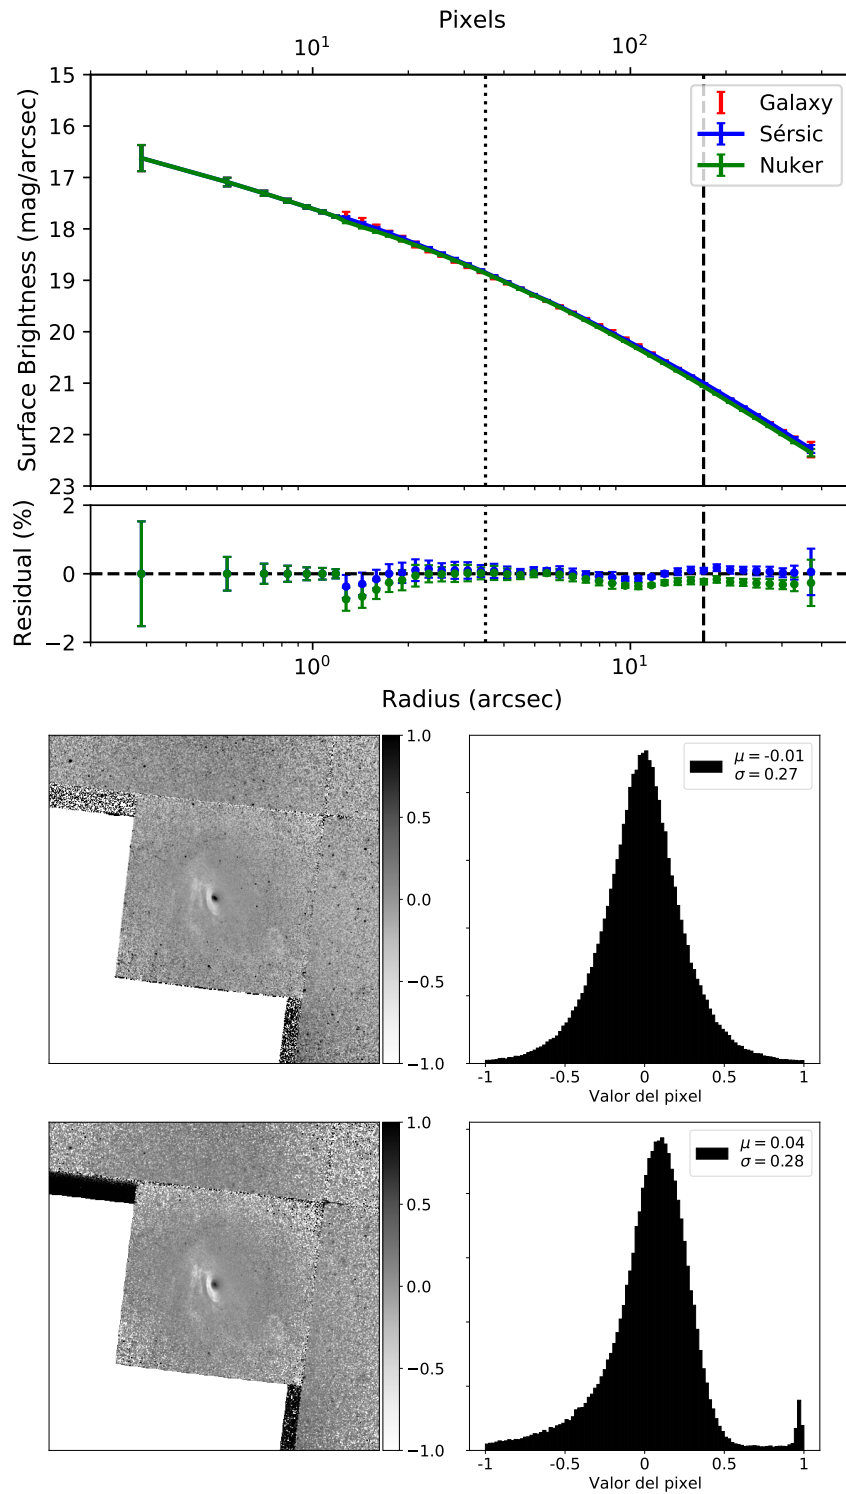 Pixels
10¹ 10²
15
16
17
18
19
20
21
22
23
Surface Brightness (mag/arcsec)
Galaxy
Sérsic
Nuker
2
0
−2
Residual (%)
10⁰ 10¹
Radius (arcsec)
1.0
0.5
0.0
−0.5
−1.0
μ = -0.01
σ = 0.27
-1 -0.5 0 0.5 1
Valor del pixel
1.0
0.5
0.0
−0.5
−1.0
μ = 0.04
σ = 0.28
-1 -0.5 0 0.5 1
Valor del pixel